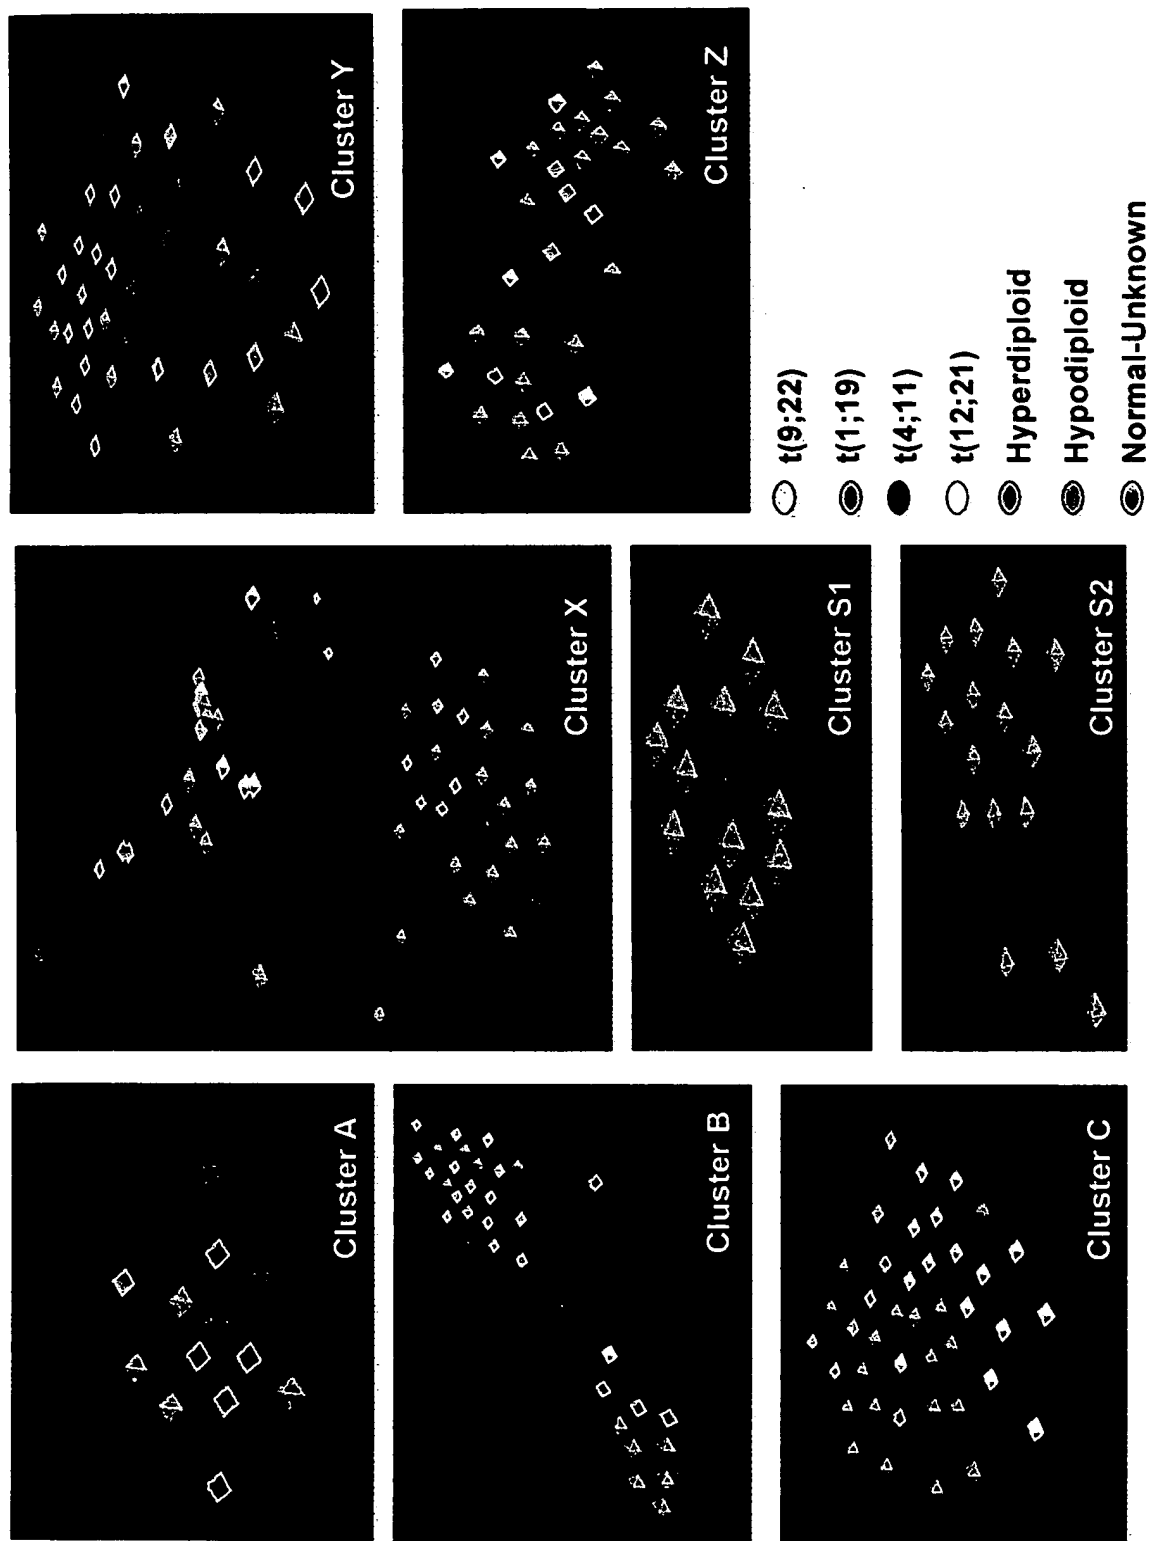 Cluster A
Cluster B
Cluster C
Cluster X
Cluster S1
Cluster S2
Cluster Y
Cluster Z
t(9;22)
t(1;19)
t(4;11)
t(12;21)
Hyperdiploid
Hypodiploid
Normal-Unknown